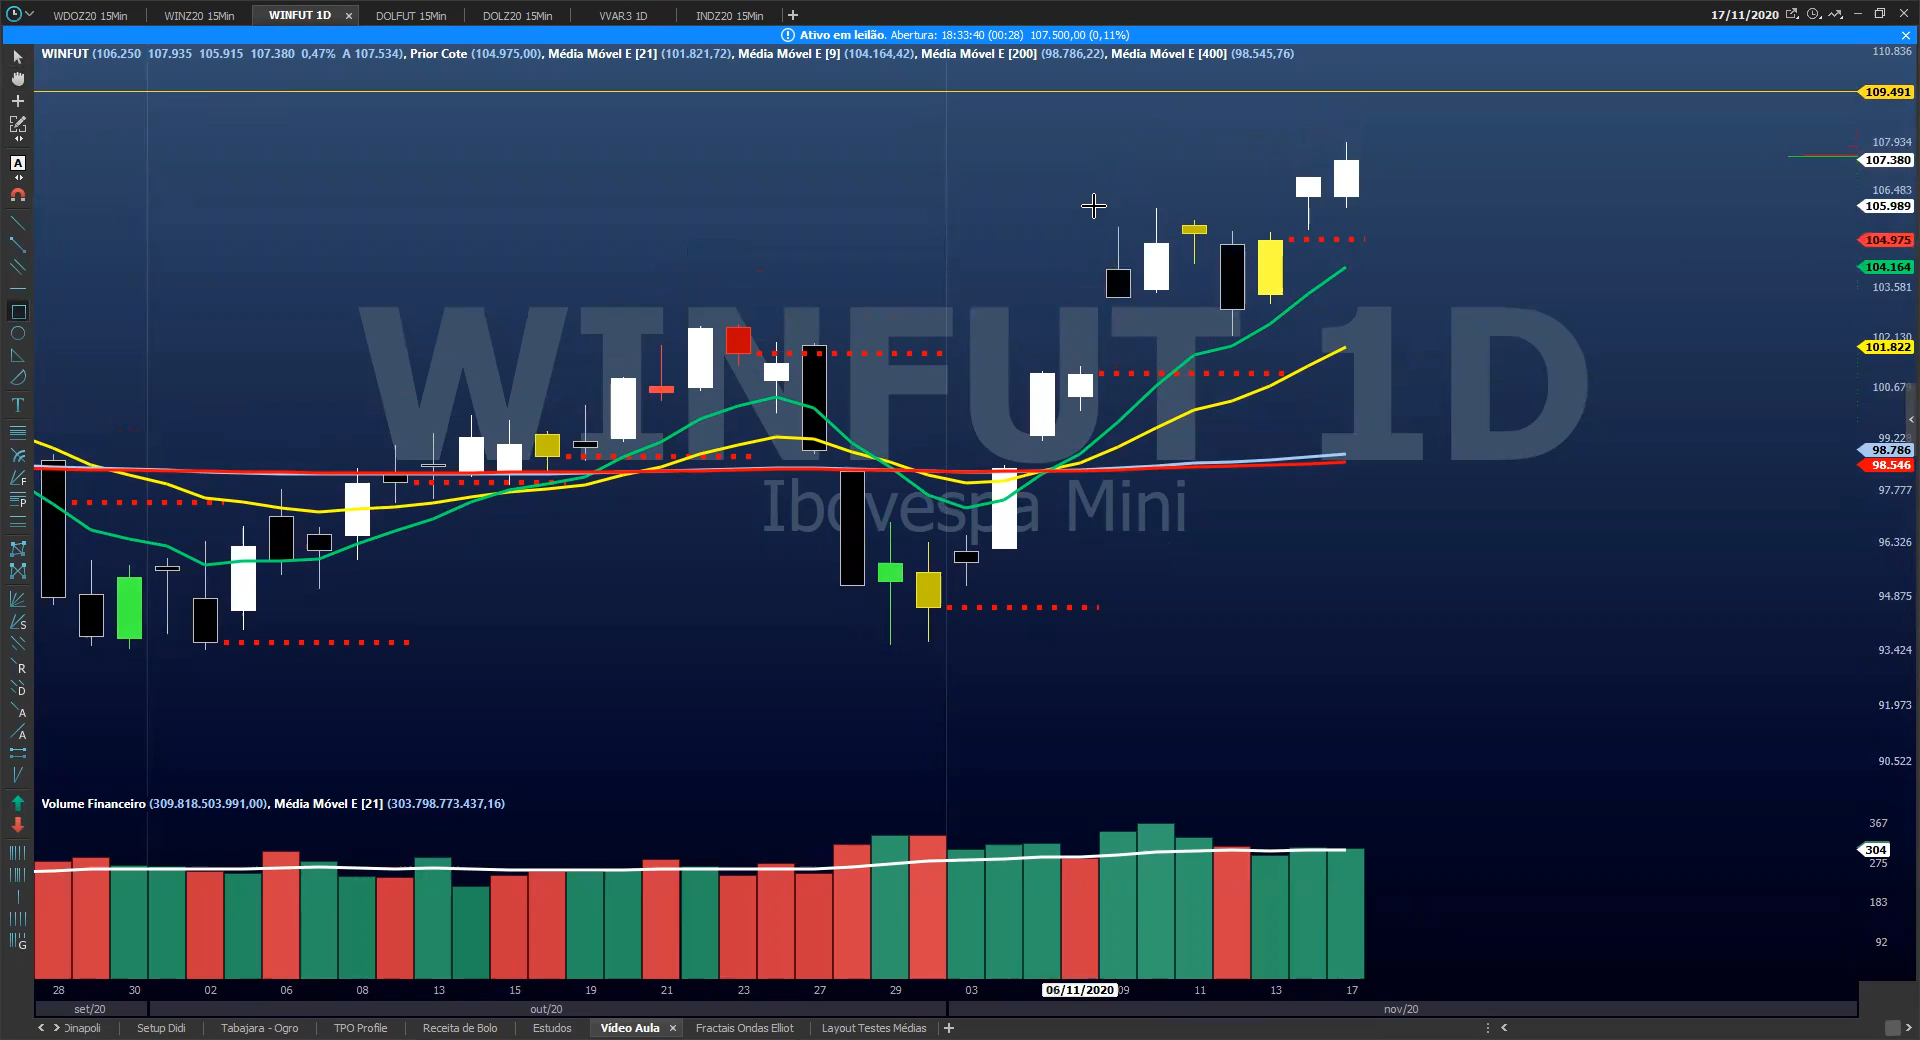 WDOZ20 15Min WINZ20 15Min WINFUT 1D × DOLFUT 15Min DOLZ20 15Min VVAR3 1D INDZ20 15Min 17/11/2020
Ativo em leilão. Abertura: 18:33:40 (00:28) 107.500,00 (0,11%)
WINFUT (106.250 107.935 105.915 107.380 0,47% A 107.534), Prior Cote (104.975,00), Média Móvel E [21] (101.821,72), Média Móvel E [9] (104.164,42), Média Móvel E [200] (98.786,22), Média Móvel E [400] (98.545,76)
110.836
109.491
107.934
107.380
106.483
105.989
104.975
104.164
103.581
102.130
101.822
100.679
99.228
98.786
98.546
97.777
96.326
94.875
93.424
91.973
90.522
WINFUT 1D
Ibovespa Mini
Volume Financeiro (309.818.503.991,00), Média Móvel E [21] (303.798.773.437,16)
367
304
275
183
92
28 30 02 06 08 13 15 19 21 23 27 29 03 06/11/2020 09 11 13 17
set/20 out/20 nov/20
Dinapoli Setup Didi Tabajara - Ogro TPO Profile Receita de Bolo Estudos Vídeo Aula × Fractais Ondas Elliot Layout Testes Médias
A
T
F
P
S
R
D
A
A
G